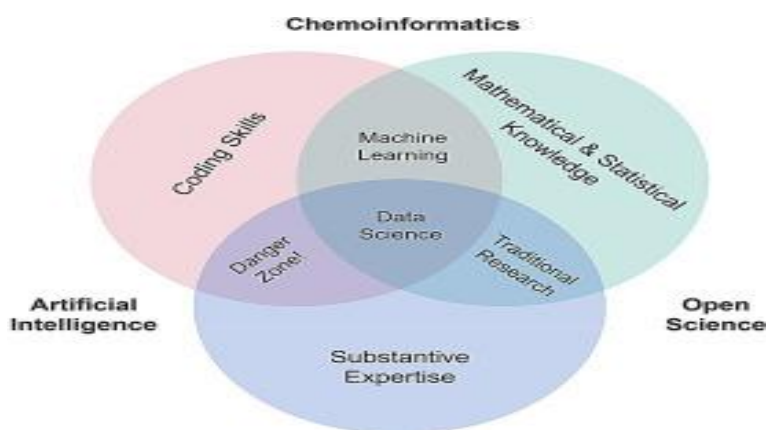 Chemoinformatics
Coding Skills
Mathematical & Statistical
Knowledge
Machine
Learning
Data
Science
Danger
Zone!
Traditional
Research
Artificial
Intelligence
Open
Science
Substantive
Expertise